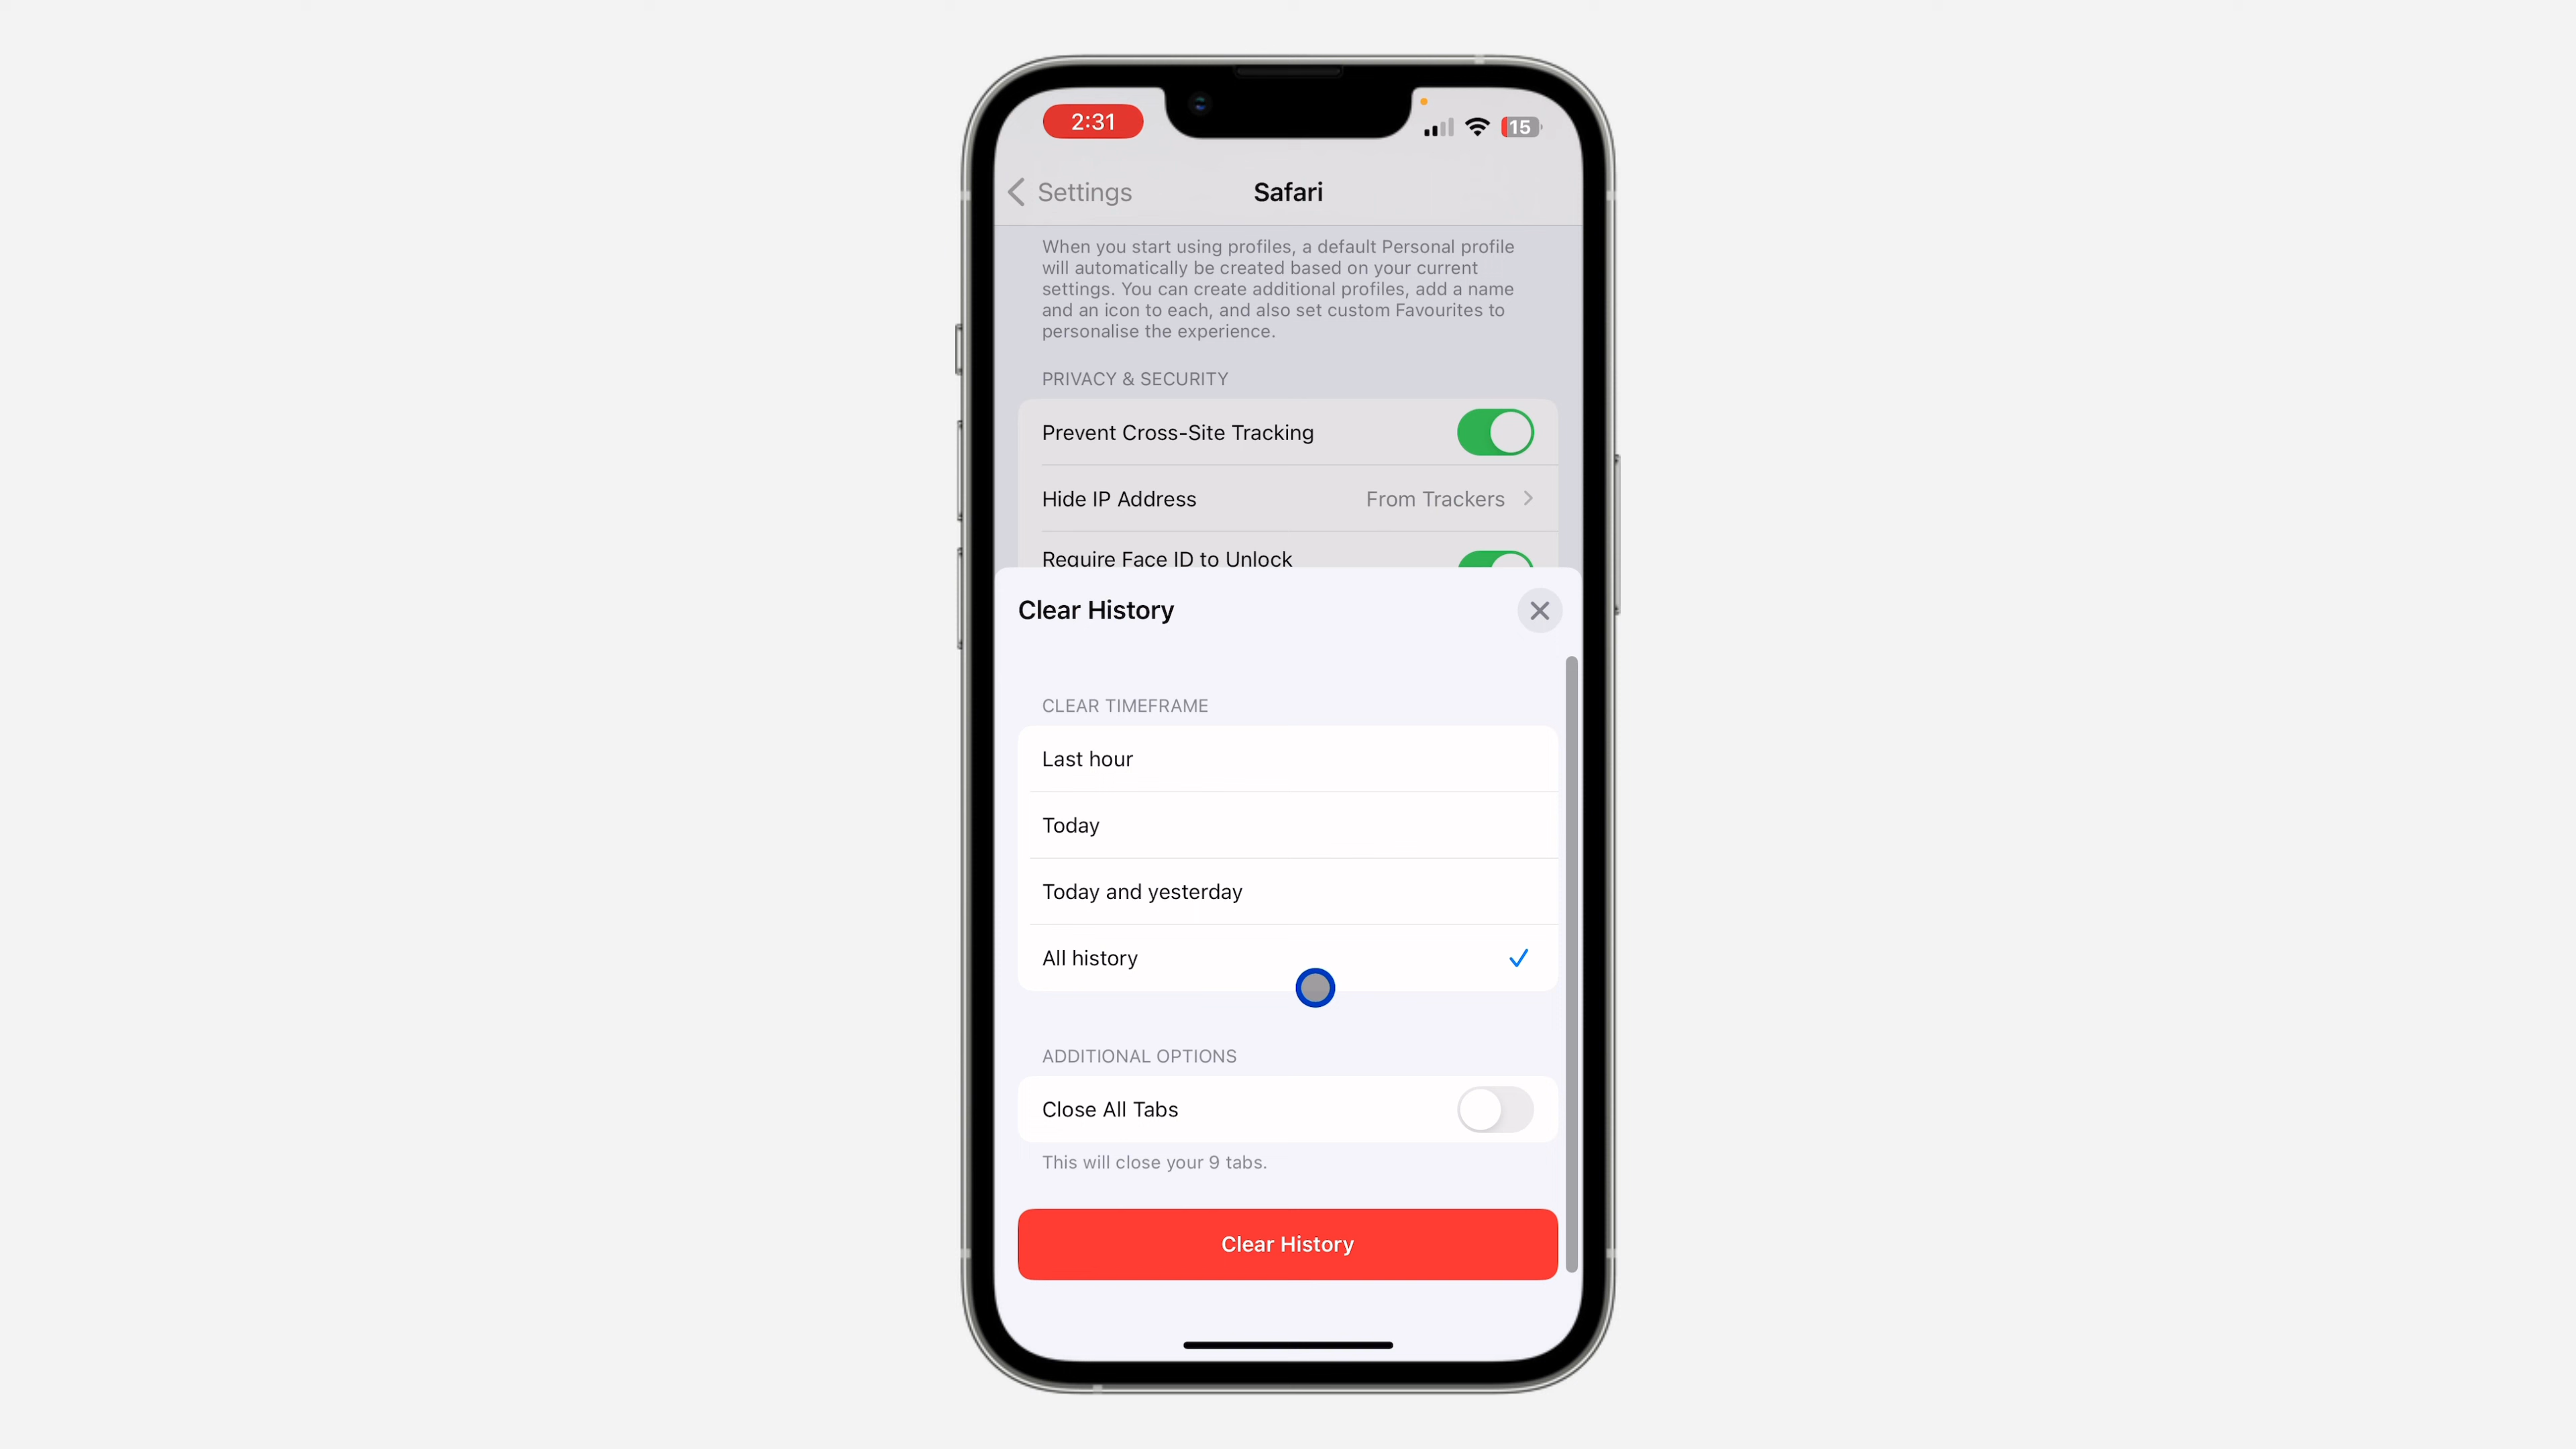 2:31
15
Settings
Safari
When you start using profiles, a default Personal profile
will automatically be created based on your current
settings. You can create additional profiles, add a name
and an icon to each, and also set custom Favourites to
personalise the experience.
PRIVACY & SECURITY
Prevent Cross-Site Tracking
Hide IP Address From Trackers
Require Face ID to Unlock
Clear History
CLEAR TIMEFRAME
Last hour
Today
Today and yesterday
All history
ADDITIONAL OPTIONS
Close All Tabs
This will close your 9 tabs.
Clear History